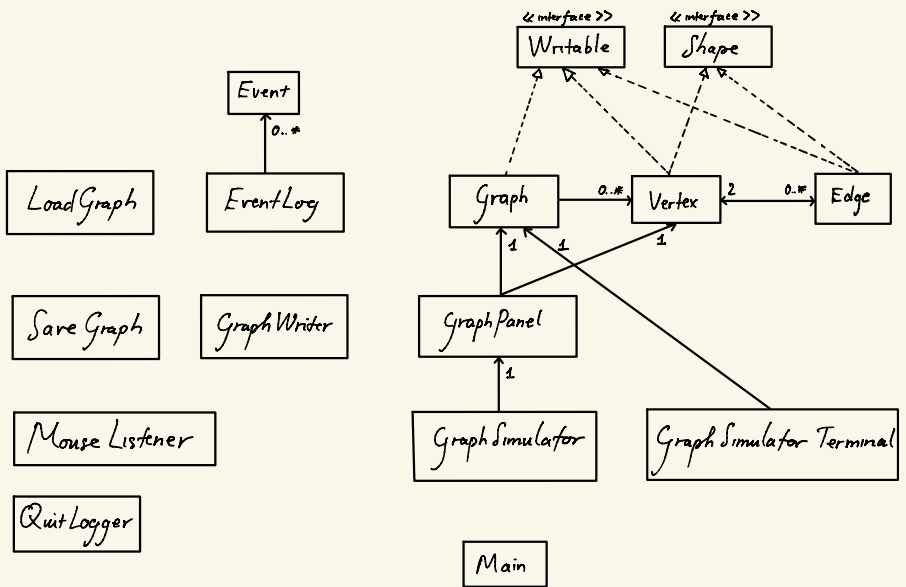 << interface >>
Writable
<< interface >>
Shape
Event
0..*
LoadGraph
EventLog
Graph
0..*
Vertex
2
0..*
Edge
1
1
1
Save Graph
GraphWriter
GraphPanel
1
Mouse Listener
GraphSimulator
GraphSimulator Terminal
QuitLogger
Main